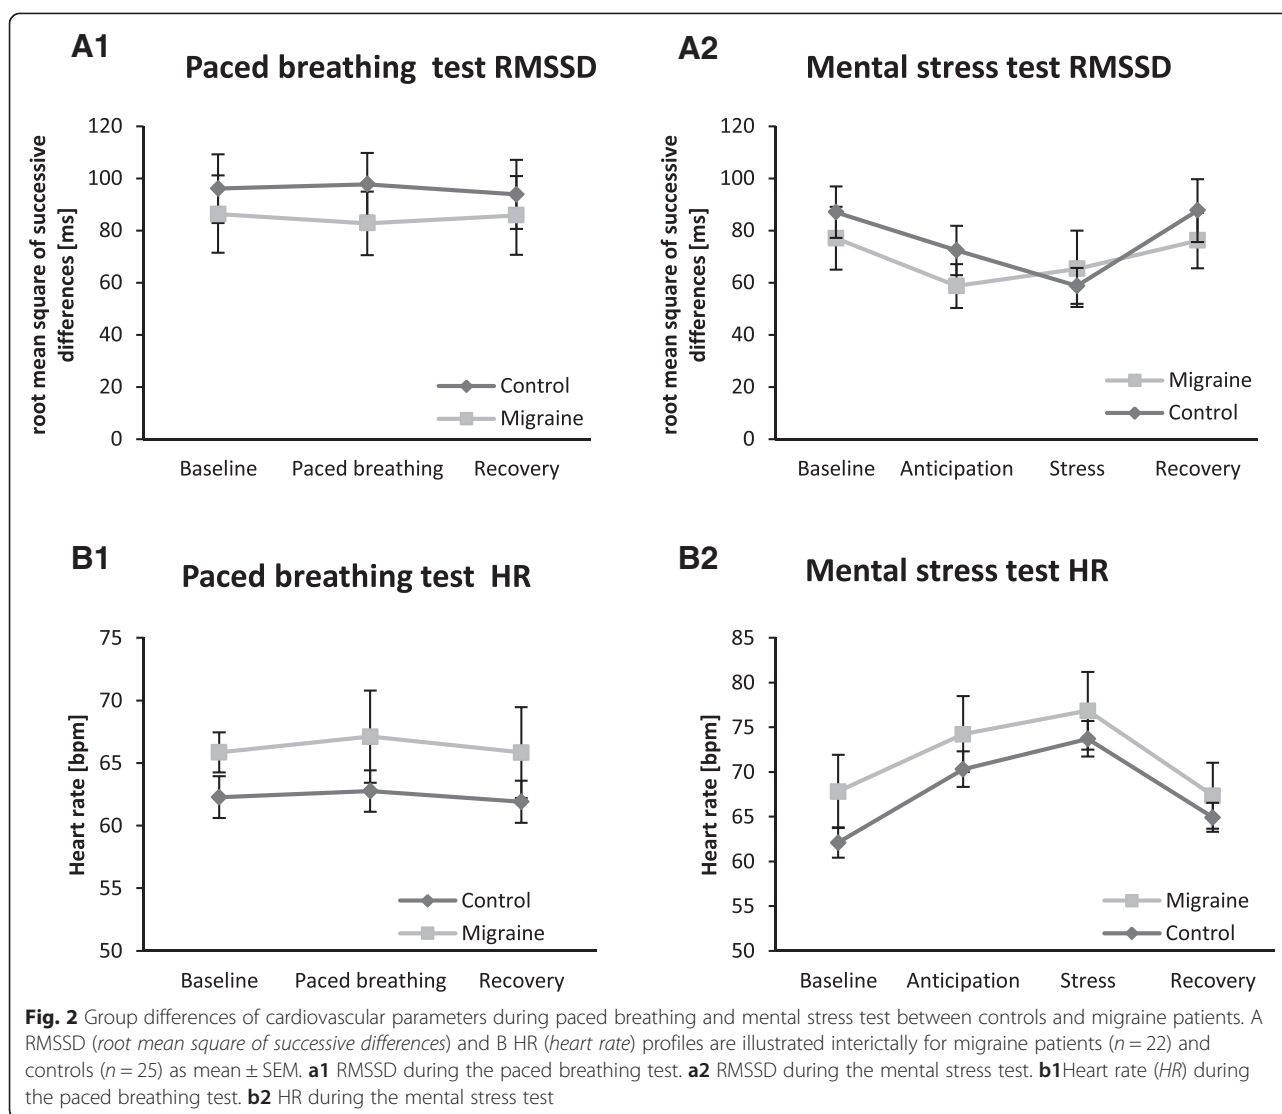 A1
Paced breathing test RMSSD
root mean square of successive
differences [ms]
120
100
80
60
40
20
0
Control
Migraine
Baseline
Paced breathing
Recovery
A2
Mental stress test RMSSD
root mean square of successive
differences [ms]
120
100
80
60
40
20
0
Migraine
Control
Baseline
Anticipation
Stress
Recovery
B1
Paced breathing test HR
Heart rate [bpm]
75
70
65
60
55
50
Control
Migraine
Baseline
Paced breathing
Recovery
B2
Mental stress test HR
Heart rate [bpm]
85
80
75
70
65
60
55
50
Migraine
Control
Baseline
Anticipation
Stress
Recovery
Fig. 2 Group differences of cardiovascular parameters during paced breathing and mental stress test between controls and migraine patients. A
RMSSD (root mean square of successive differences) and B HR (heart rate) profiles are illustrated interictally for migraine patients (n = 22) and
controls (n = 25) as mean ± SEM. a1 RMSSD during the paced breathing test. a2 RMSSD during the mental stress test. b1Heart rate (HR) during
the paced breathing test. b2 HR during the mental stress test